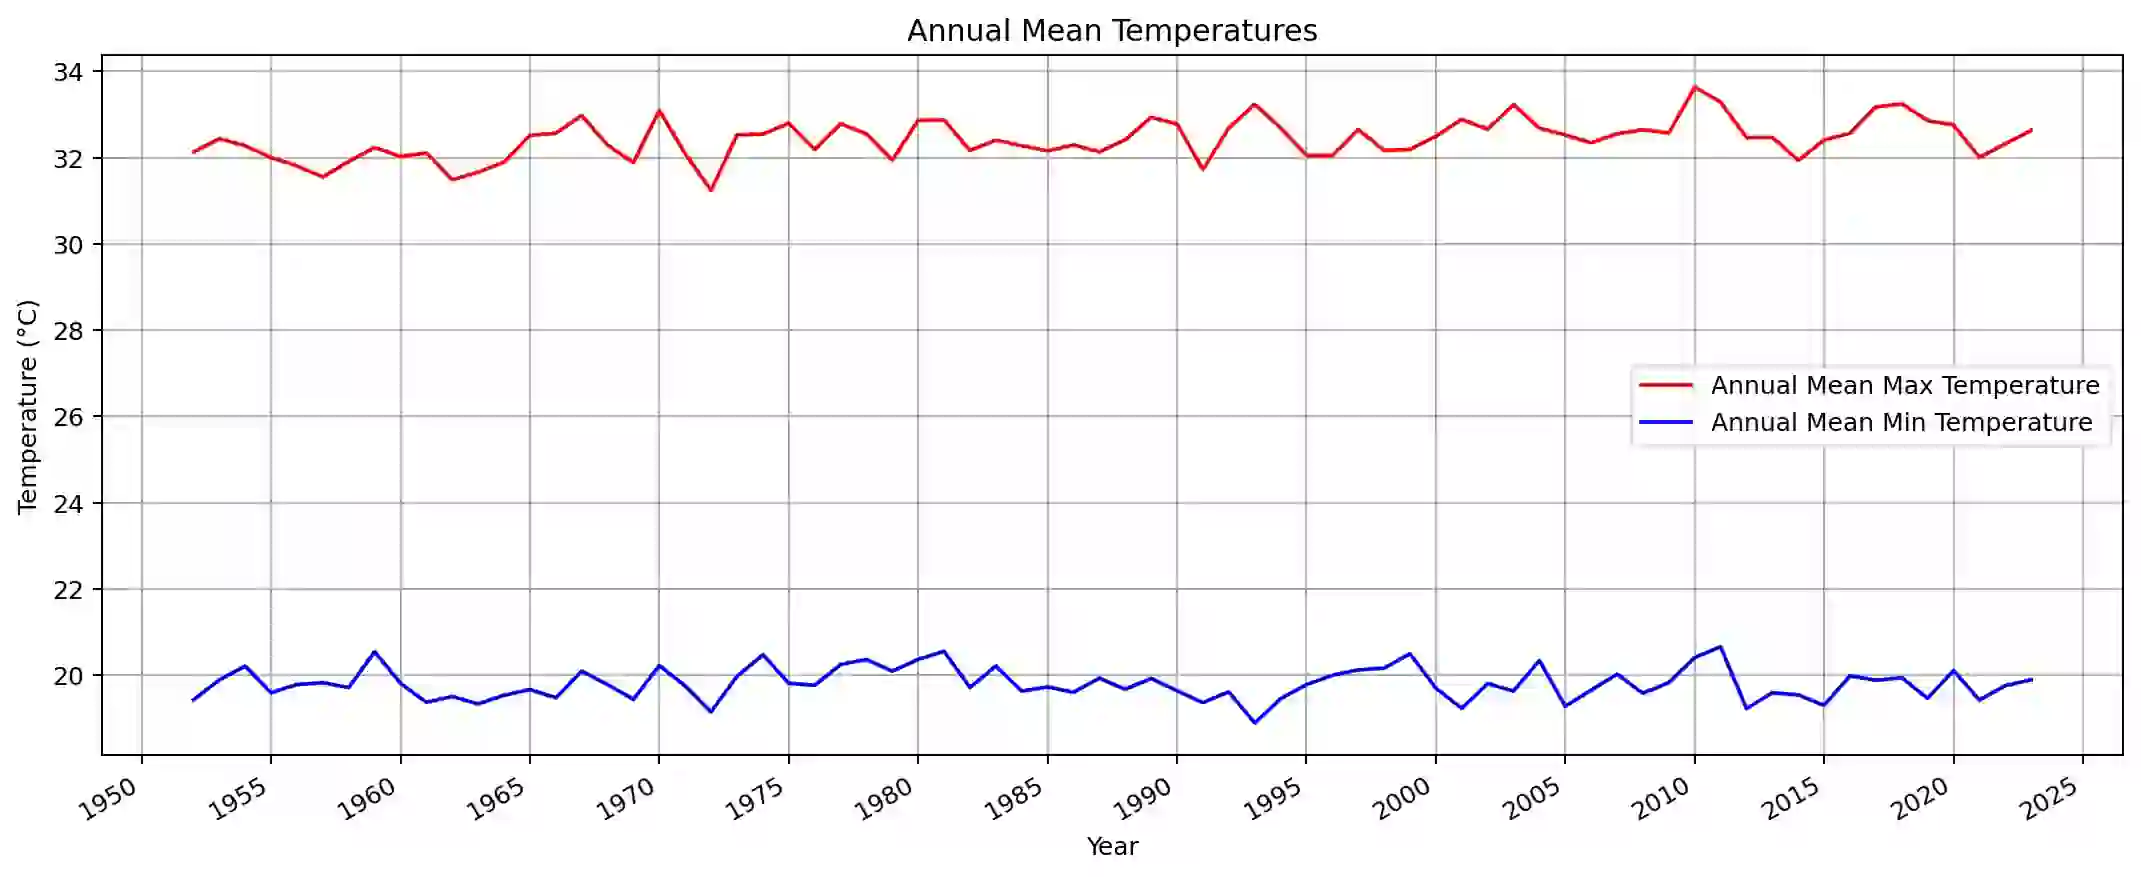 Annual Mean Temperatures
34
32
30
28
26
24
22
20
Temperature (°C)
Annual Mean Max Temperature
Annual Mean Min Temperature
1950 1955 1960 1965 1970 1975 1980 1985 1990 1995 2000 2005 2010 2015 2020 2025
Year